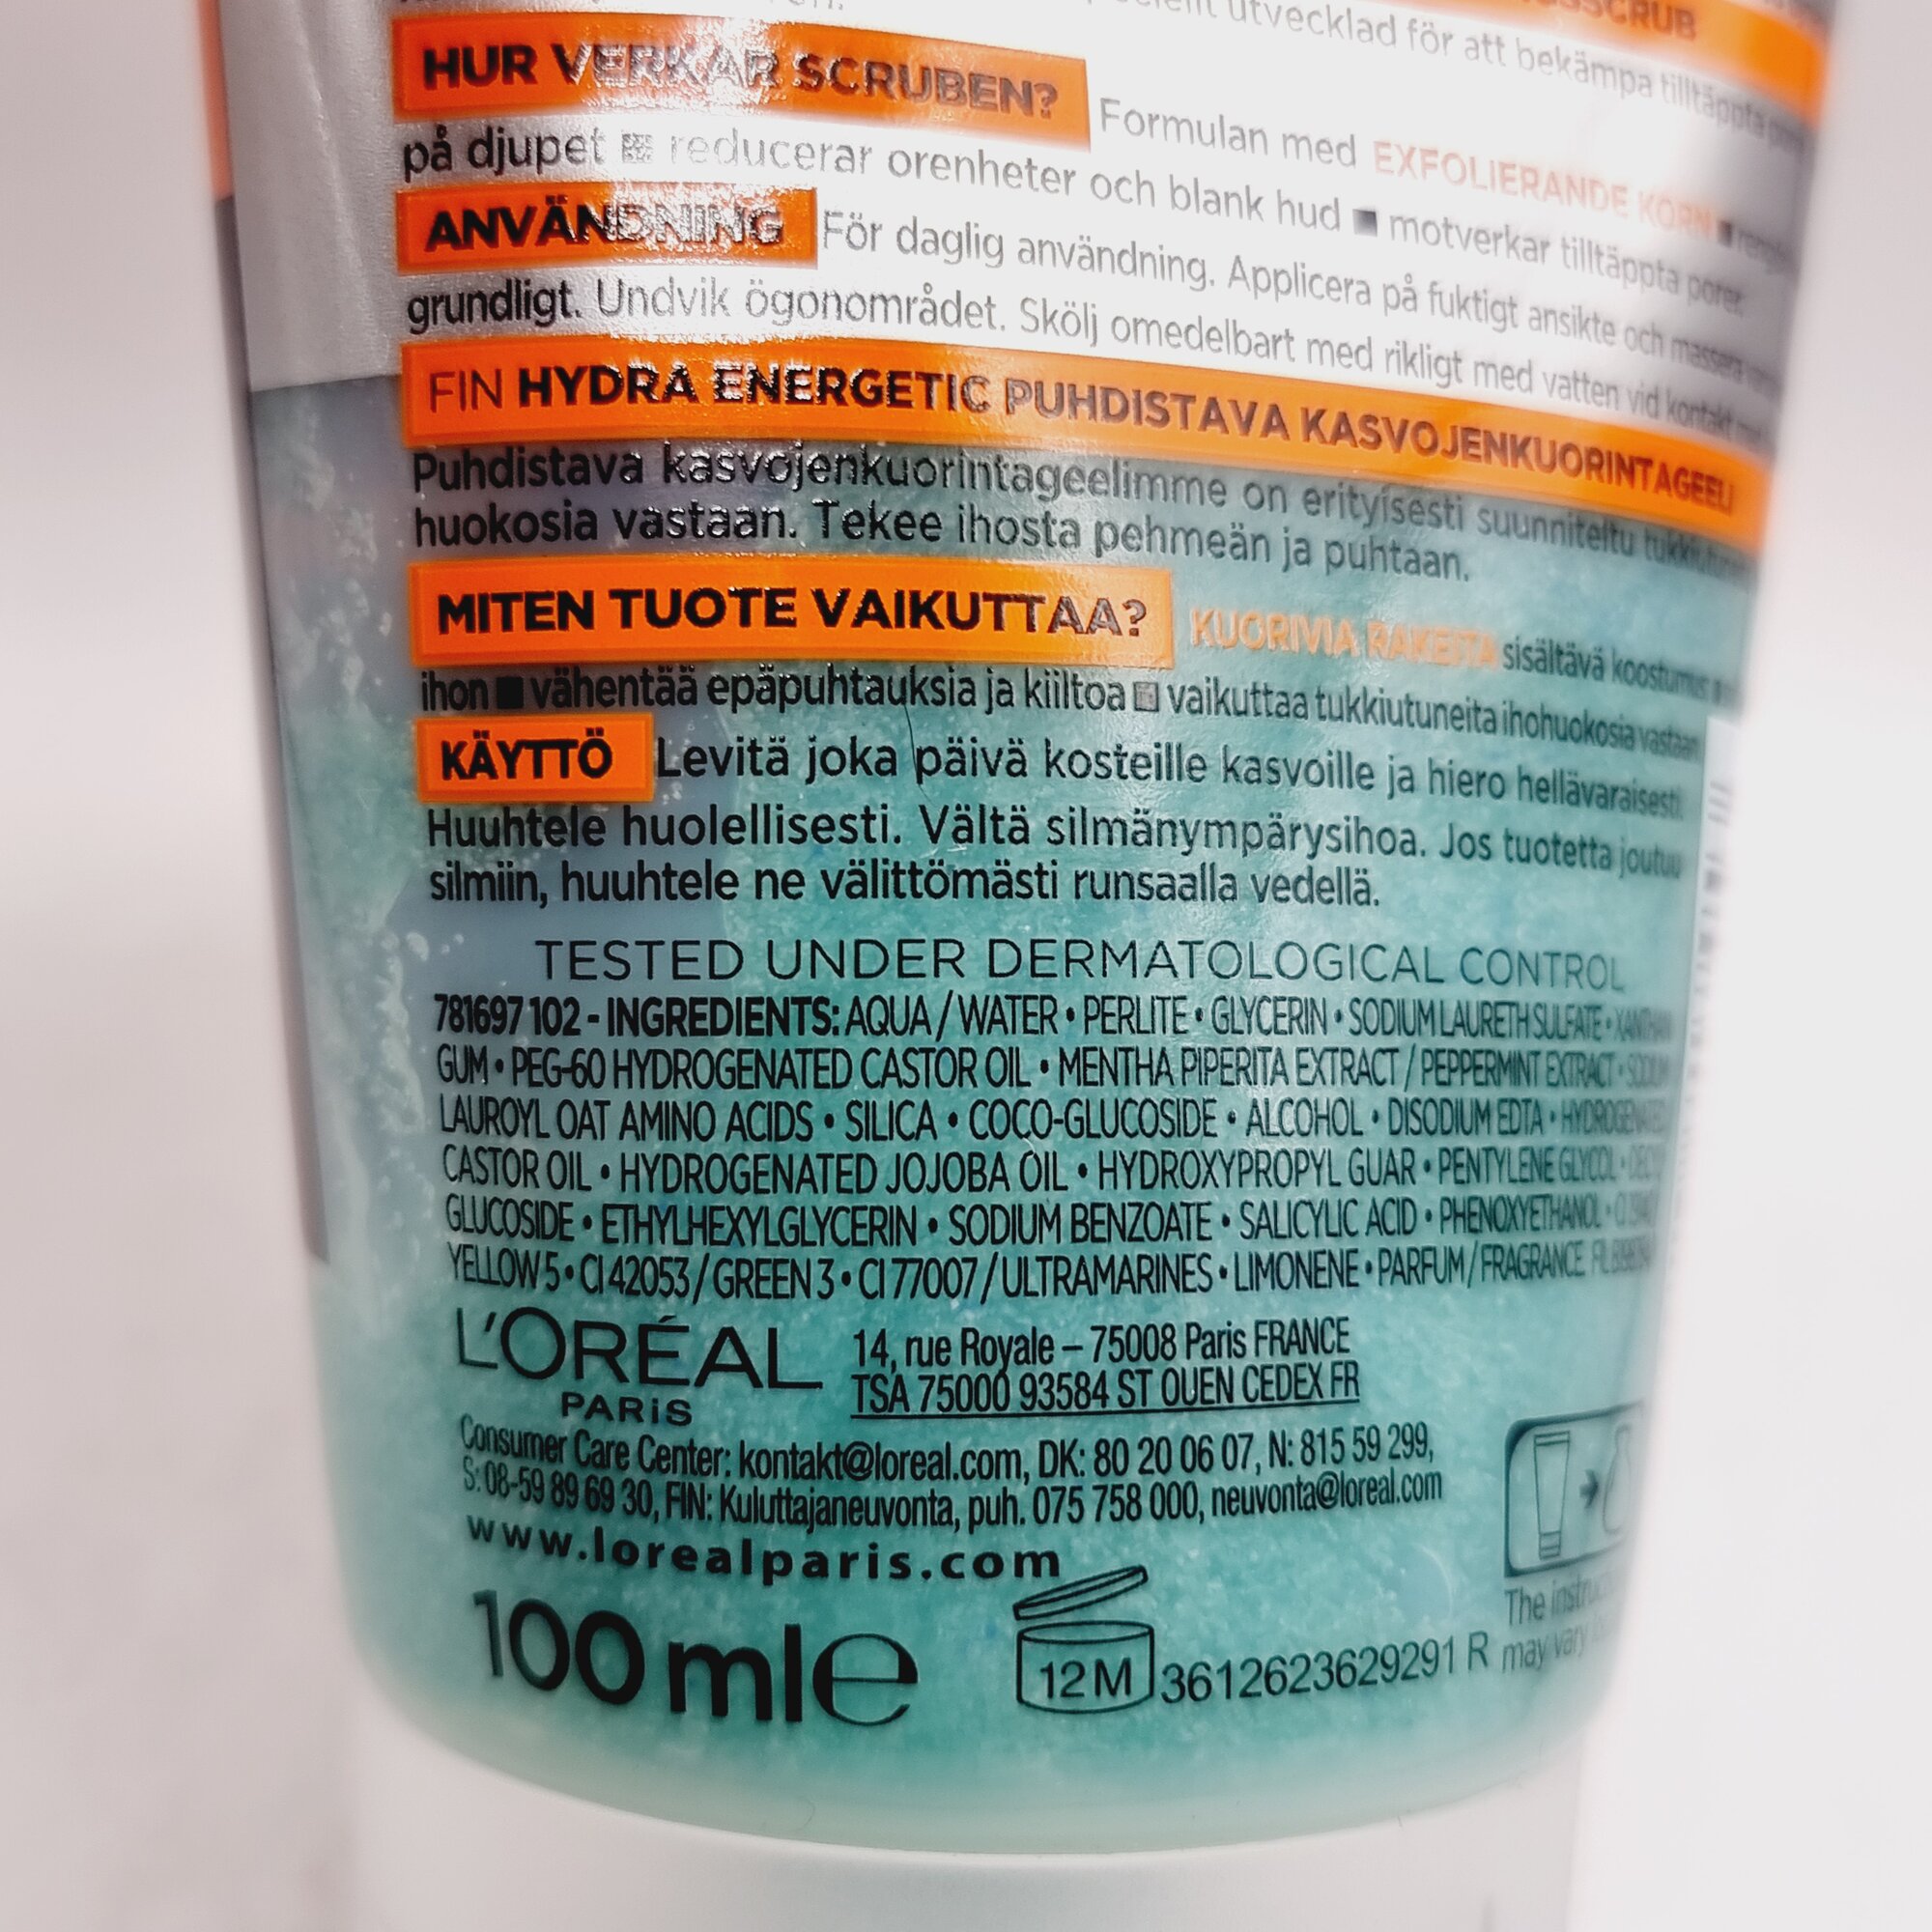 utvecklad för att bekämpa tilltäppta
HUR VERKAR SCRUBEN? Formulan med EXFOLIERANDE KORN
på djupet ■ reducerar orenheter och blank hud ■ motverkar tilltäppta porer.
ANVÄNDNING För daglig användning. Applicera på fuktigt ansikte och massera
grundligt. Undvik ögonområdet. Skölj omedelbart med rikligt med vatten vid kontakt
FIN HYDRA ENERGETIC PUHDISTAVA KASVOJENKUORINTAGEELI
Puhdistava kasvojenkuorintageelimme on erityisesti suunniteltu
huokosia vastaan. Tekee ihosta pehmeän ja puhtaan.
MITEN TUOTE VAIKUTTAA? KUORIVIA RAKEITA sisältävä koostumus
ihon ■ vähentää epäpuhtauksia ja kiiltoa ■ vaikuttaa tukkiutuneita ihohuokosia vastaan
KÄYTTÖ Levitä joka päivä kosteille kasvoille ja hiero hellävaraisesti.
Huuhtele huolellisesti. Vältä silmänympärysihoa. Jos tuotetta joutuu
silmiin, huuhtele ne välittömästi runsaalla vedellä.
TESTED UNDER DERMATOLOGICAL CONTROL
781697 102 - INGREDIENTS: AQUA / WATER • PERLITE • GLYCERIN • SODIUM LAURETH SULFATE • XANTHAN
GUM • PEG-60 HYDROGENATED CASTOR OIL • MENTHA PIPERITA EXTRACT / PEPPERMINT EXTRACT • SODIUM
LAUROYL OAT AMINO ACIDS • SILICA • COCO-GLUCOSIDE • ALCOHOL • DISODIUM EDTA • HYDROGENATED
CASTOR OIL • HYDROGENATED JOJOBA OIL • HYDROXYPROPYL GUAR • PENTYLENE GLYCOL •
GLUCOSIDE • ETHYLHEXYLGLYCERIN • SODIUM BENZOATE • SALICYLIC ACID • PHENOXYETHANOL •
YELLOW 5 • CI 42053 / GREEN 3 • CI 77007 / ULTRAMARINES • LIMONENE • PARFUM / FRAGRANCE
L'ORÉAL
PARIS
14, rue Royale – 75008 Paris FRANCE
TSA 75000 93584 ST OUEN CEDEX FR
Consumer Care Center: kontakt@loreal.com, DK: 80 20 06 07, N: 815 59 299,
S: 08-59 89 69 30, FIN: Kuluttajaneuvonta, puh. 075 758 000, neuvonta@loreal.com
www.lorealparis.com
100 ml e
12 M
3612623629291 R
The
may vary